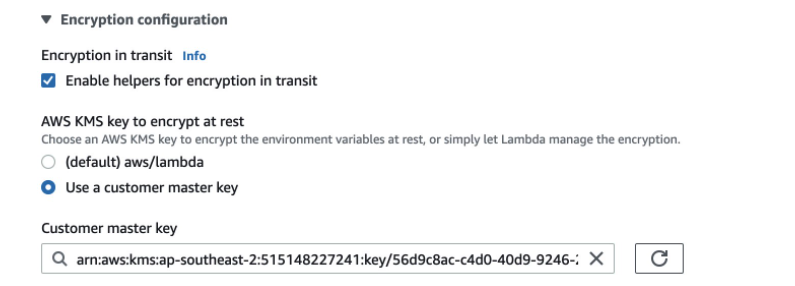 Encryption configuration
Encryption in transit Info
Enable helpers for encryption in transit
AWS KMS key to encrypt at rest
Choose an AWS KMS key to encrypt the environment variables at rest, or simply let Lambda manage the encryption.
(default) aws/lambda
Use a customer master key
Customer master key
arn:aws:kms:ap-southeast-2:515148227241:key/56d9c8ac-c4d0-40d9-9246-